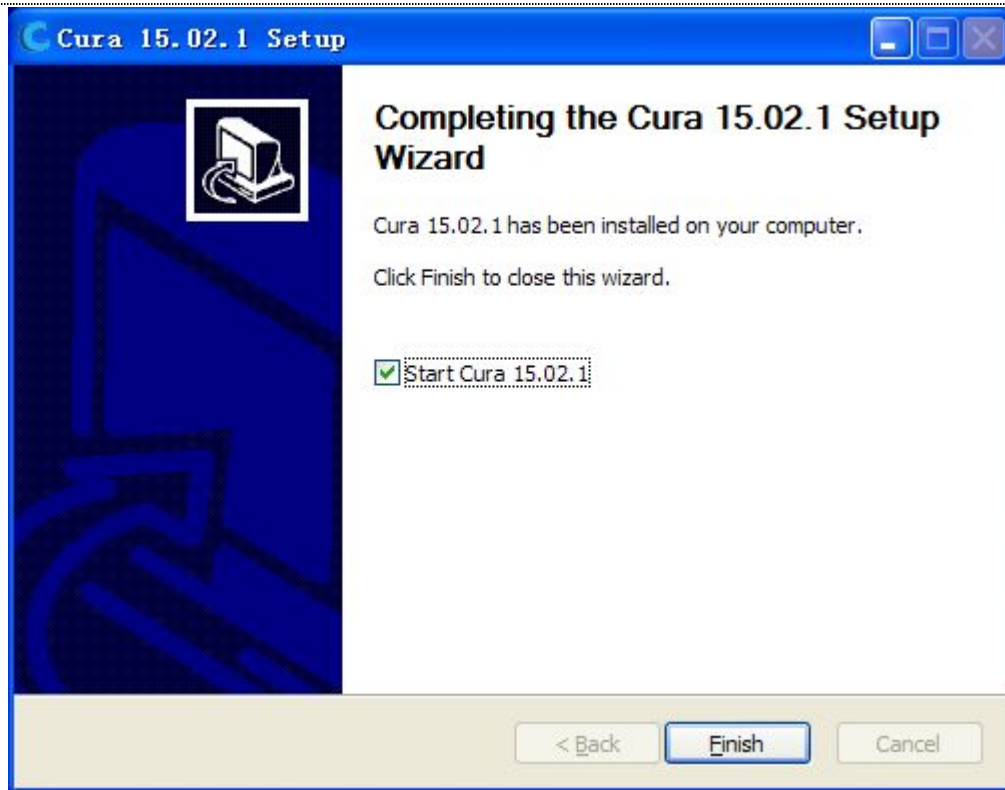 Cura 15.02.1 Setup
Completing the Cura 15.02.1 Setup
Wizard
Cura 15.02.1 has been installed on your computer.
Click Finish to close this wizard.
Start Cura 15.02.1
< Back
Finish
Cancel